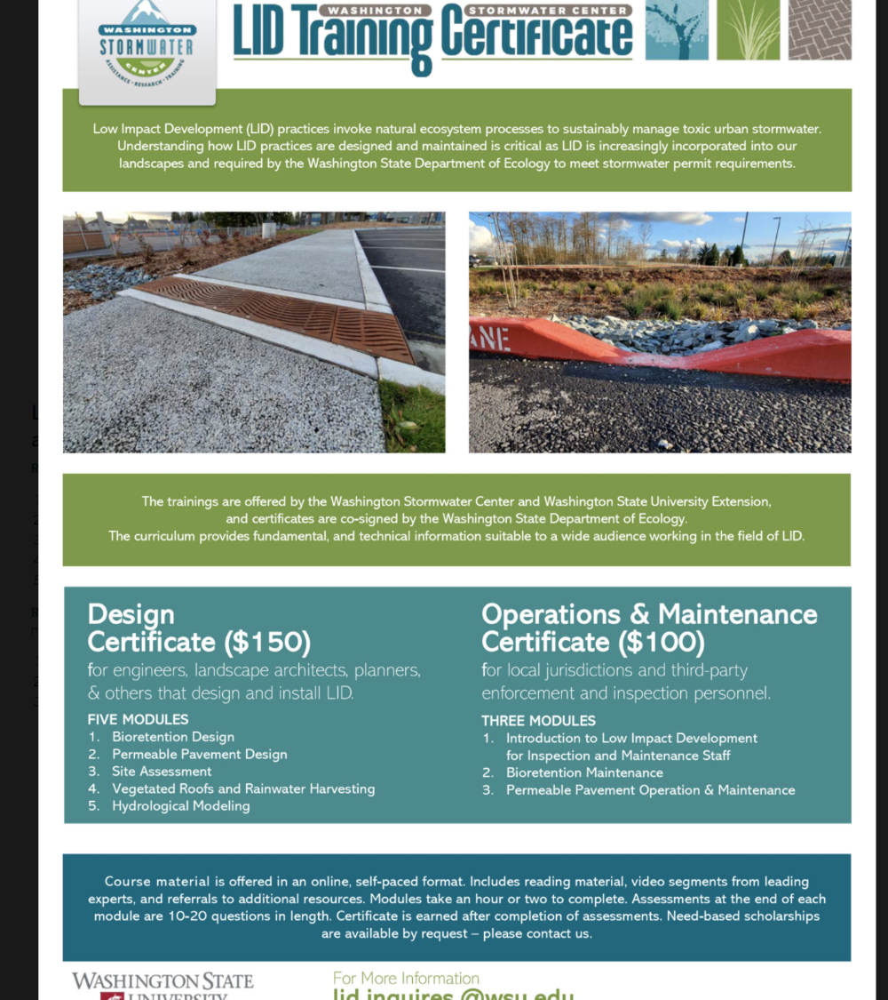 WASHINGTON
STORMWATER
CENTER
ASSISTANCE • RESEARCH • TRAINING
WASHINGTON STORMWATER CENTER
LID Training Certificate
Low Impact Development (LID) practices invoke natural ecosystem processes to sustainably manage toxic urban stormwater.
Understanding how LID practices are designed and maintained is critical as LID is increasingly incorporated into our
landscapes and required by the Washington State Department of Ecology to meet stormwater permit requirements.
ANE
The trainings are offered by the Washington Stormwater Center and Washington State University Extension,
and certificates are co-signed by the Washington State Department of Ecology.
The curriculum provides fundamental, and technical information suitable to a wide audience working in the field of LID.
Design
Certificate ($150)
for engineers, landscape architects, planners,
& others that design and install LID.
FIVE MODULES
1. Bioretention Design
2. Permeable Pavement Design
3. Site Assessment
4. Vegetated Roofs and Rainwater Harvesting
5. Hydrological Modeling
Operations & Maintenance
Certificate ($100)
for local jurisdictions and third-party
enforcement and inspection personnel.
THREE MODULES
1. Introduction to Low Impact Development
for Inspection and Maintenance Staff
2. Bioretention Maintenance
3. Permeable Pavement Operation & Maintenance
Course material is offered in an online, self-paced format. Includes reading material, video segments from leading
experts, and referrals to additional resources. Modules take an hour or two to complete. Assessments at the end of each
module are 10-20 questions in length. Certificate is earned after completion of assessments. Need-based scholarships
are available by request – please contact us.
WASHINGTON STATE
UNIVERSITY
For More Information
lid.inquires @wsu.edu